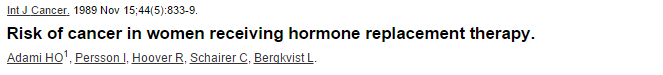 Int J Cancer. 1989 Nov 15;44(5):833-9.
Risk of cancer in women receiving hormone replacement therapy.
Adami HO1, Persson I, Hoover R, Schairer C, Bergkvist L.